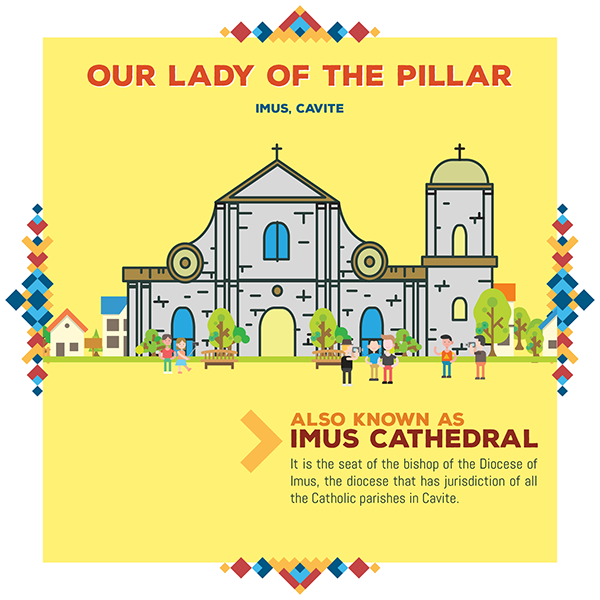 OUR LADY OF THE PILLAR
IMUS, CAVITE
ALSO KNOWN AS
IMUS CATHEDRAL
It is the seat of the bishop of the Diocese of
Imus, the diocese that has jurisdiction of all
the Catholic parishes in Cavite.